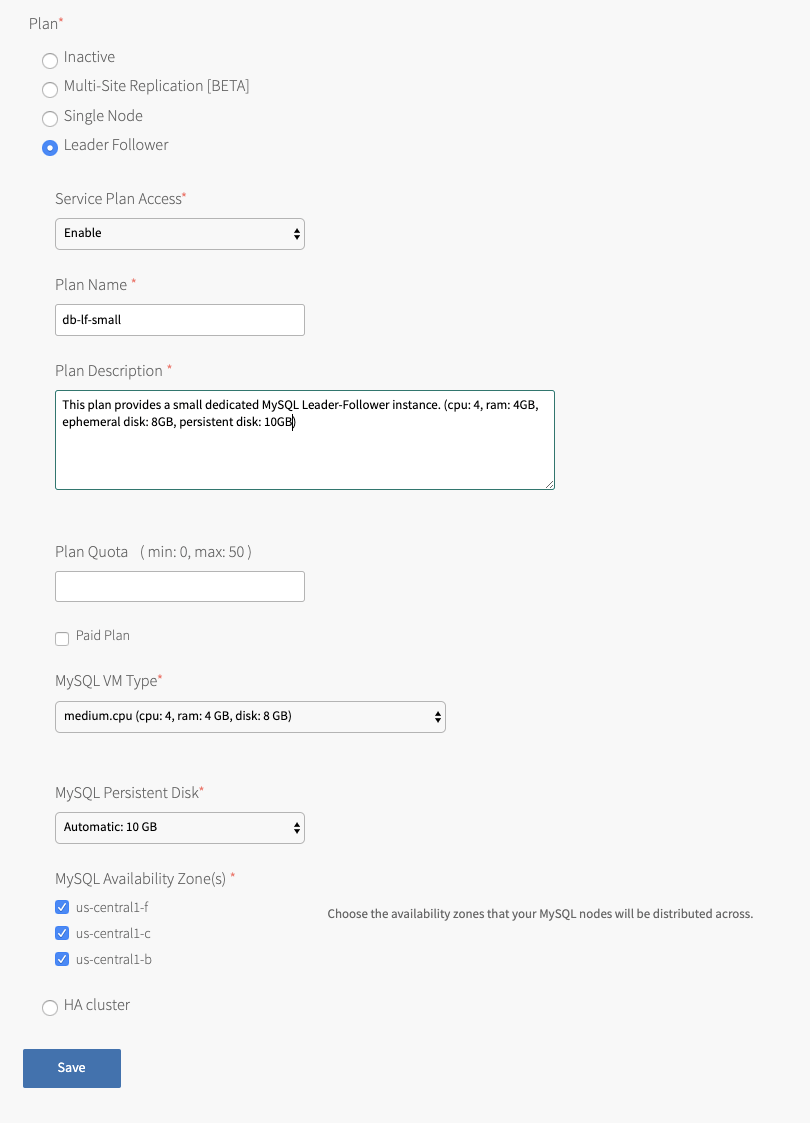 Plan*
Inactive
Multi-Site Replication [BETA]
Single Node
Leader Follower
Service Plan Access*
Enable
Plan Name *
db-lf-small
Plan Description *
This plan provides a small dedicated MySQL Leader-Follower instance. (cpu: 4, ram: 4GB,
ephemeral disk: 8GB, persistent disk: 10GB)
Plan Quota ( min: 0, max: 50 )
Paid Plan
MySQL VM Type*
medium.cpu (cpu: 4, ram: 4 GB, disk: 8 GB)
MySQL Persistent Disk*
Automatic: 10 GB
MySQL Availability Zone(s) *
us-central1-f
Choose the availability zones that your MySQL nodes will be distributed across.
us-central1-c
us-central1-b
HA cluster
Save